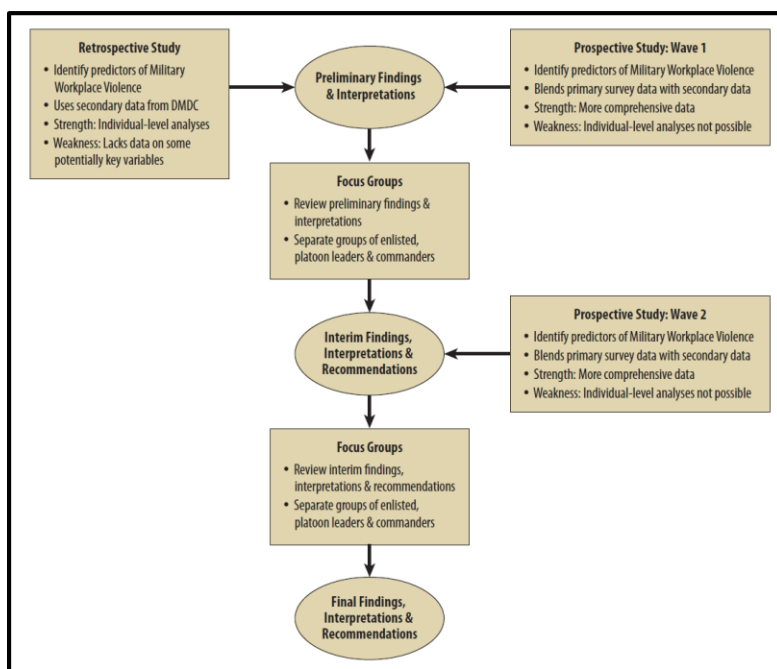 Retrospective Study
• Identify predictors of Military
Workplace Violence
• Uses secondary data from DMDC
• Strength: Individual-level analyses
• Weakness: Lacks data on some
potentially key variables
Preliminary Findings
& Interpretations
Prospective Study: Wave 1
• Identify predictors of Military Workplace Violence
• Blends primary survey data with secondary data
• Strength: More comprehensive data
• Weakness: Individual-level analyses not possible
Focus Groups
• Review preliminary findings &
interpretations
• Separate groups of enlisted,
platoon leaders & commanders
Interim Findings,
Interpretations &
Recommendations
Prospective Study: Wave 2
• Identify predictors of Military Workplace Violence
• Blends primary survey data with secondary data
• Strength: More comprehensive data
• Weakness: Individual-level analyses not possible
Focus Groups
• Review interim findings,
interpretations & recommendations
• Separate groups of enlisted,
platoon leaders & commanders
Final Findings,
Interpretations &
Recommendations